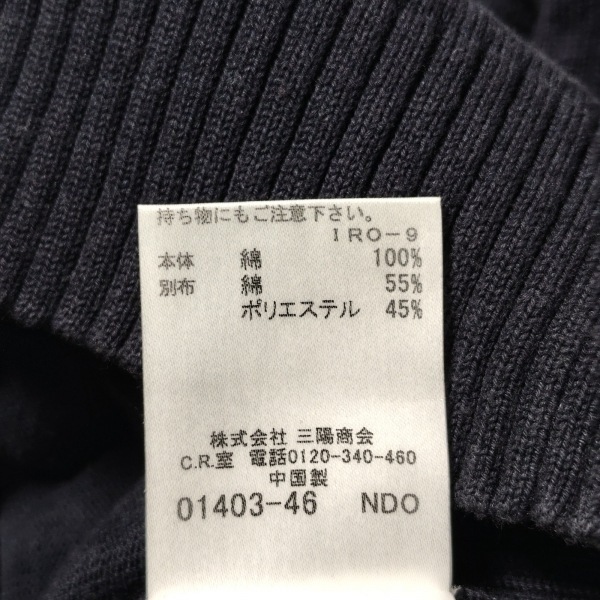 持ち物にもご注意下さい。
IRO-9
本体 綿 100%
別布 綿 55%
ポリエステル 45%
株式会社 三陽商会
C.R.室 電話0120-340-460
中国製
01403-46 NDO